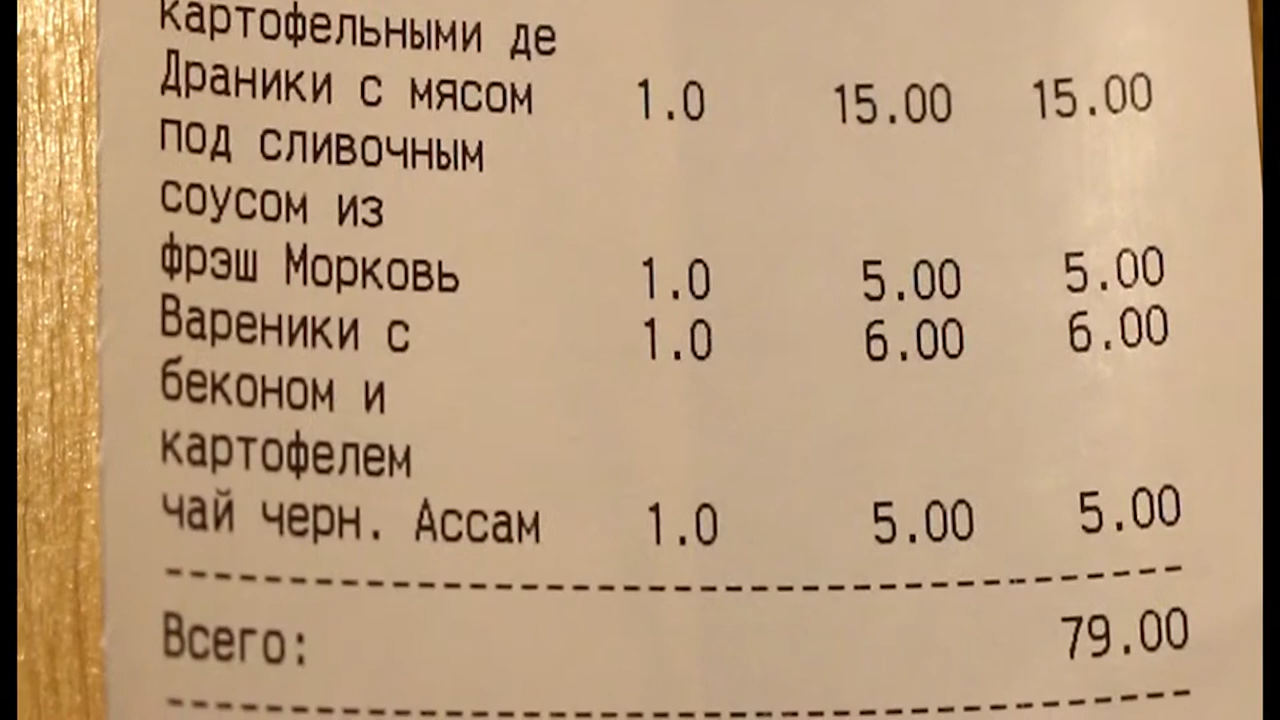 картофельными де
Драники с мясом 1.0 15.00 15.00
под сливочным
соусом из
фрэш Морковь 1.0 5.00 5.00
Вареники с 1.0 6.00 6.00
беконом и
картофелем
чай черн. Ассам 1.0 5.00 5.00
Всего: 79.00